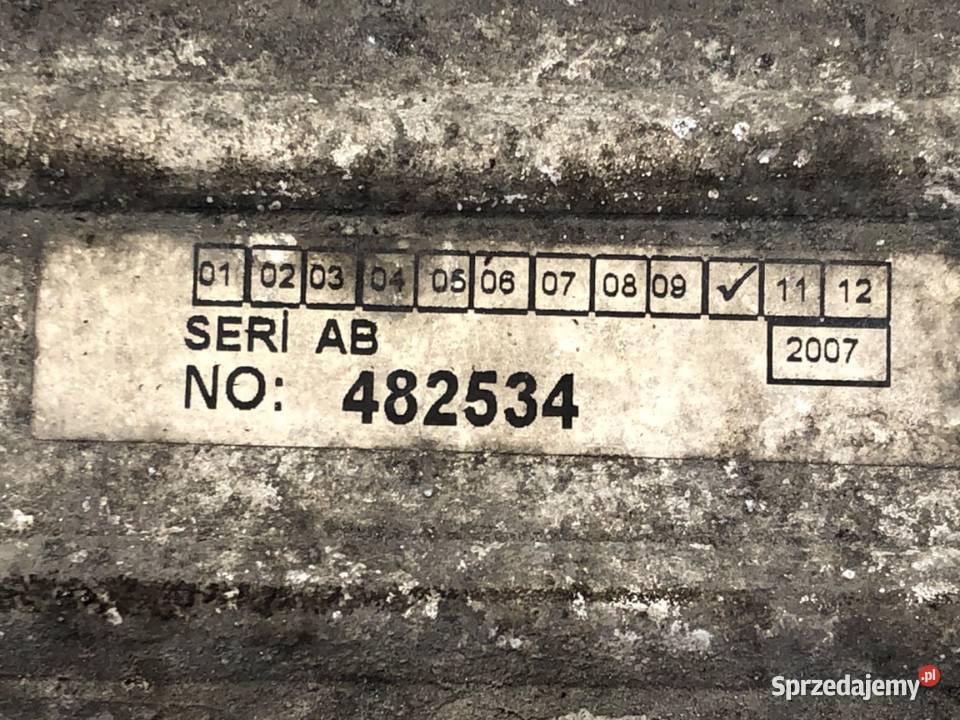 01 02 03 04 05 06 07 08 09 ✓ 11 12
SERİ AB
2007
NO: 482534
Sprzedajemy.pl